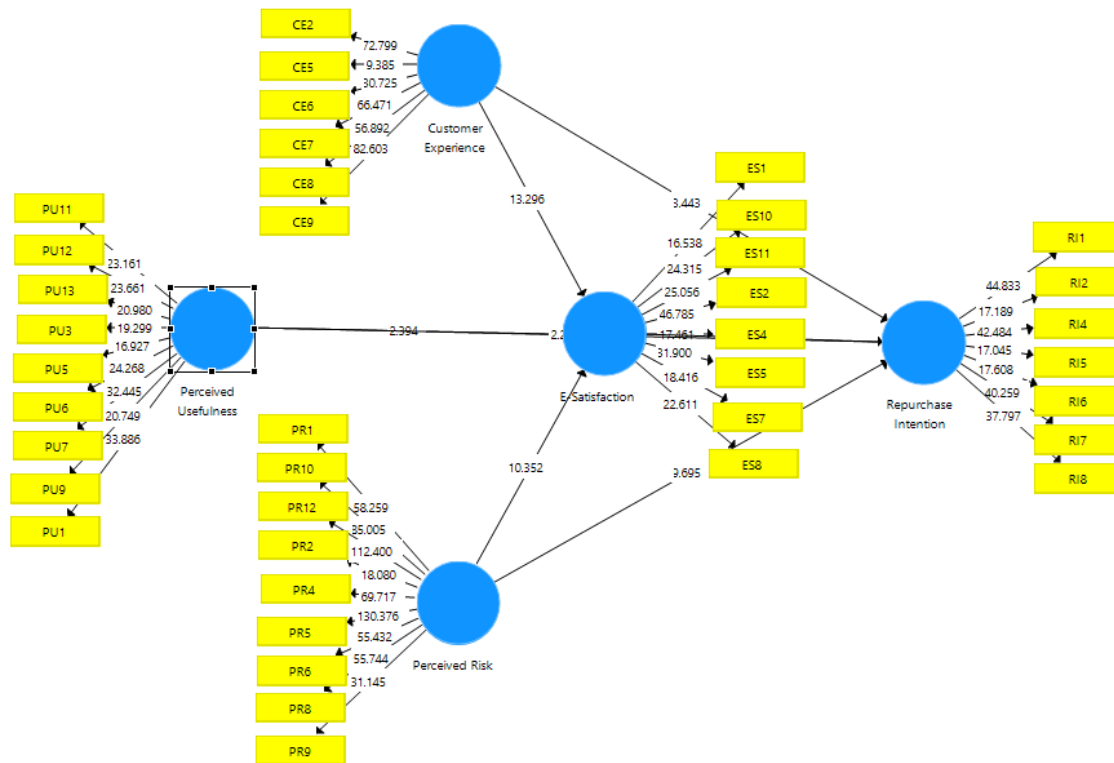 CE2
CE5
CE6
CE7
CE8
CE9
72.799
9.385
30.725
66.471
56.892
82.603
Customer
Experience
13.296
3.443
PU11
PU12
PU13
PU3
PU5
PU6
PU7
PU9
PU1
23.161
23.661
20.980
19.299
16.927
24.268
32.445
20.749
33.886
Perceived
Usefulness
2.394
ES1
ES10
ES11
ES2
ES4
ES5
ES7
ES8
16.538
24.315
25.056
46.785
17.461
31.900
18.416
22.611
E-Satisfaction
RI1
RI2
RI4
RI5
RI6
RI7
RI8
44.833
17.189
42.484
17.045
17.608
40.259
37.797
Repurchase
Intention
10.352
9.695
PR1
PR10
PR12
PR2
PR4
PR5
PR6
PR8
PR9
58.259
35.005
112.400
18.080
69.717
130.376
55.432
55.744
31.145
Perceived Risk